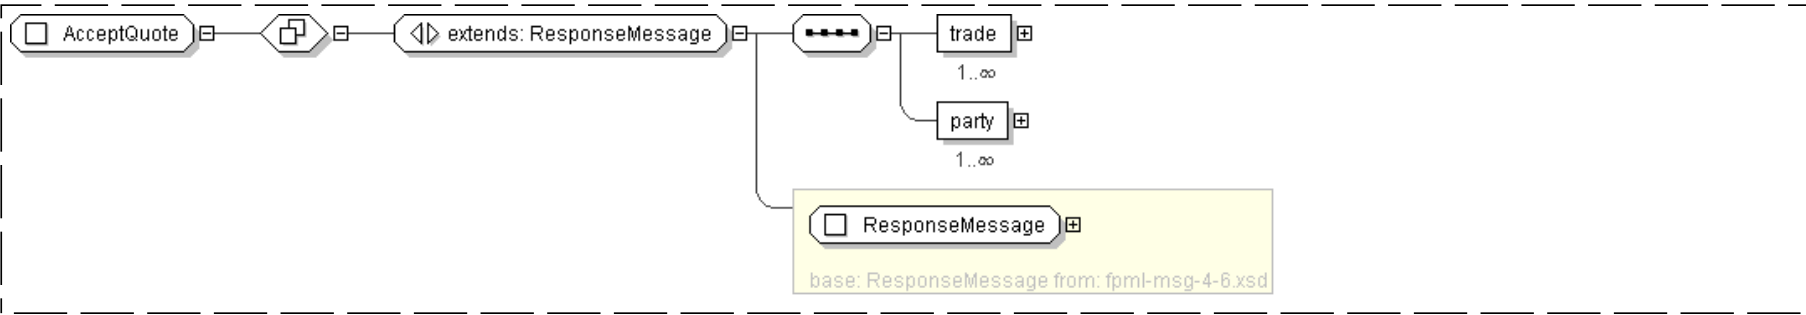 AcceptQuote extends: ResponseMessage trade
1..∞
party
1..∞
ResponseMessage
base: ResponseMessage from: fpml-msg-4-6.xsd